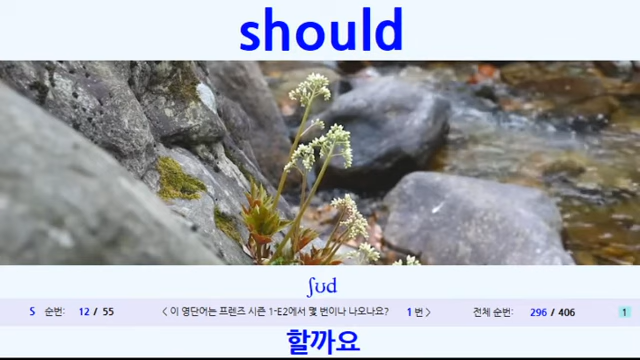 should
ʃʊd
S 순번: 12 / 55 < 이 영단어는 프렌즈 시즌 1-E2에서 몇 번이나 나오나요? 1 번 > 전체 순번: 296 / 406 1
할까요